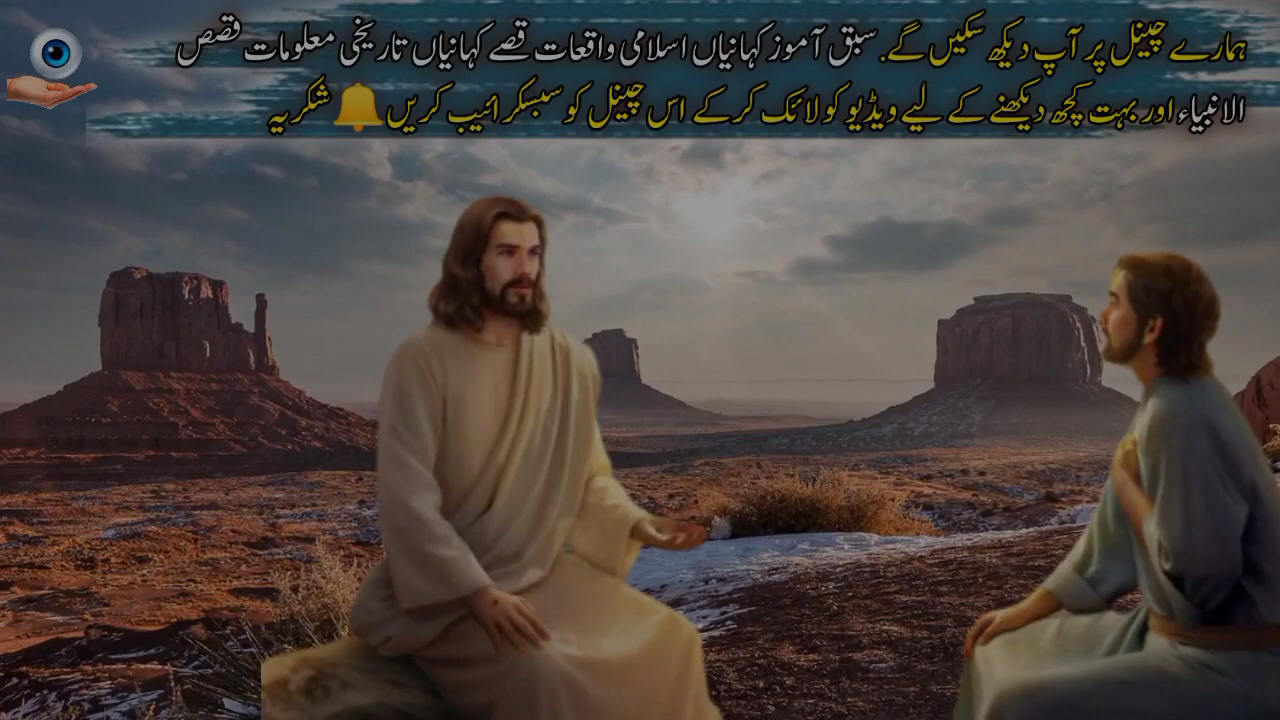 ہمارے چینل پر آپ دیکھ سکیں گے. سبق آموز کہانیاں اسلامی واقعات قصے کہانیاں تاریخی معلومات قصص
الانبیاء اور بہت کچھ دیکھنے کے لیے ویڈیو کو لائک کر کے اس چینل کو سبسکرائیب کریں 🔔 شکریہ